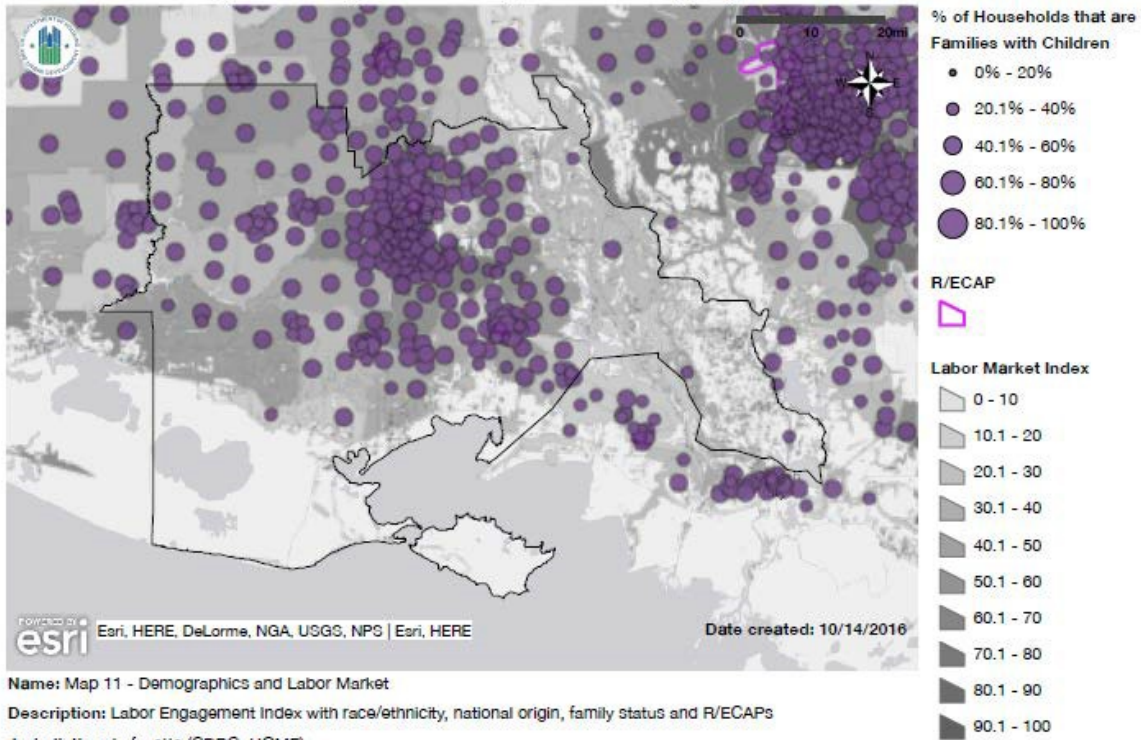 0 10 20mi
N
W E
S
POWERED BY
esri
Esri, HERE, DeLorme, NGA, USGS, NPS | Esri, HERE
Date created: 10/14/2016
Name: Map 11 - Demographics and Labor Market
Description: Labor Engagement Index with race/ethnicity, national origin, family status and R/ECAPs
% of Households that are
Families with Children
0% - 20%
20.1% - 40%
40.1% - 60%
60.1% - 80%
80.1% - 100%
R/ECAP
Labor Market Index
0 - 10
10.1 - 20
20.1 - 30
30.1 - 40
40.1 - 50
50.1 - 60
60.1 - 70
70.1 - 80
80.1 - 90
90.1 - 100